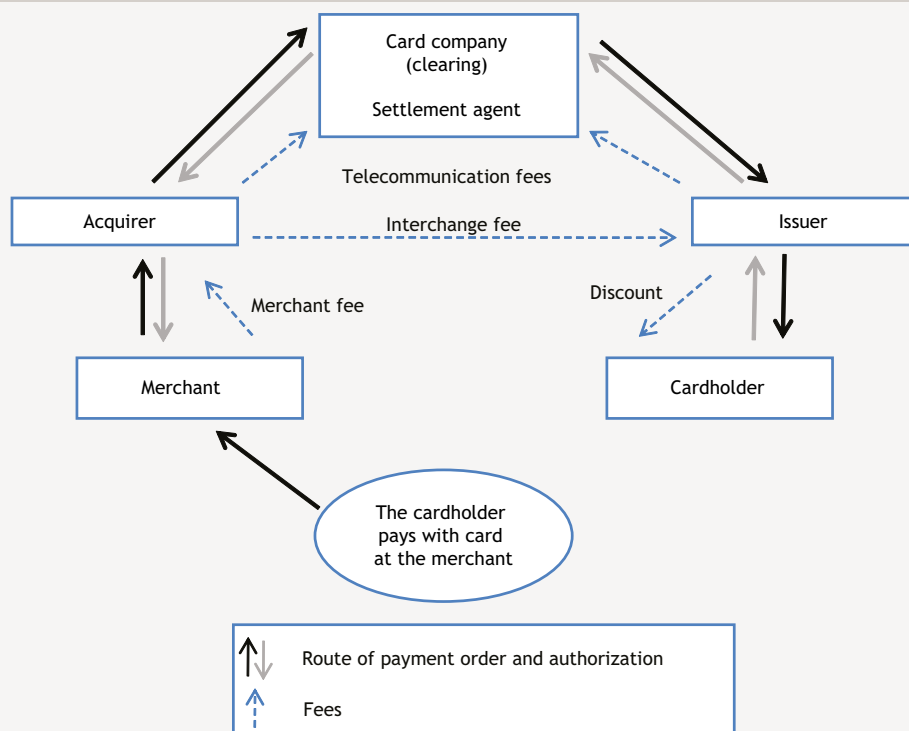 Card company
(clearing)
Settlement agent
Telecommunication fees
Acquirer
Interchange fee
Issuer
Merchant fee
Discount
Merchant
Cardholder
The cardholder
pays with card
at the merchant
Route of payment order and authorization
Fees